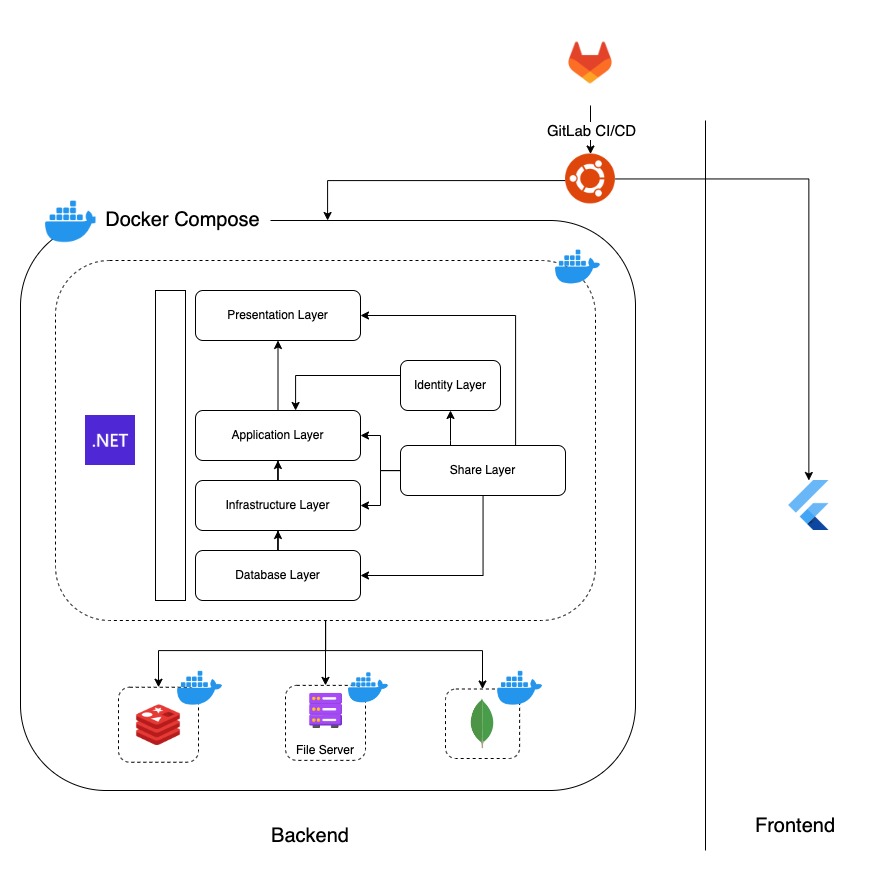 GitLab CI/CD
Docker Compose
Presentation Layer
Identity Layer
.NET
Application Layer
Share Layer
Infrastructure Layer
Database Layer
File Server
Backend
Frontend